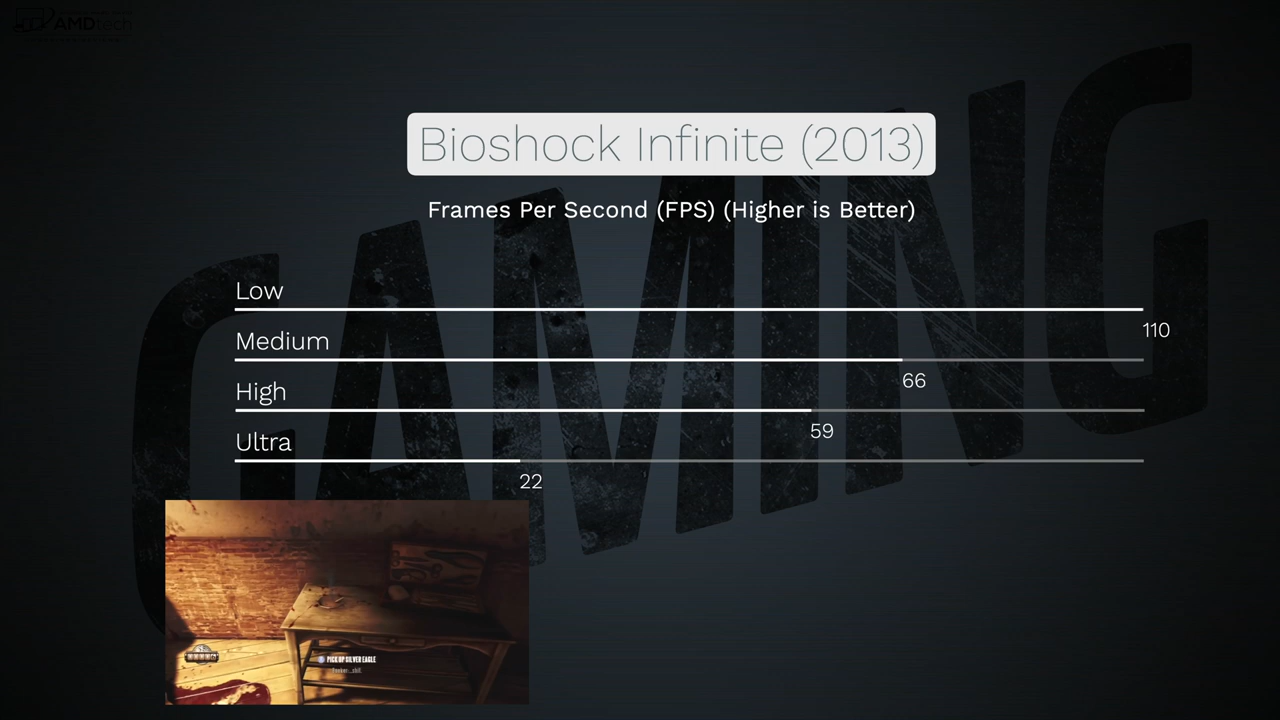 AMDtech
Bioshock Infinite (2013)
Frames Per Second (FPS) (Higher is Better)
Low
110
Medium
66
High
59
Ultra
22
PICK UP SILVER EAGLE